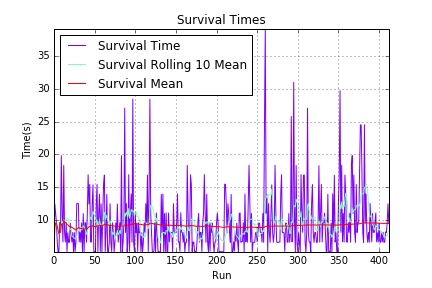 Survival Times
Survival Time
Survival Rolling 10 Mean
Survival Mean
Time(s)
35
30
25
20
15
10
0 50 100 150 200 250 300 350 400
Run